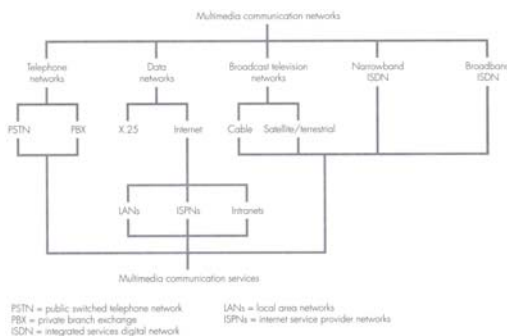 Multimedia communication networks
Telephone networks
Data networks
Broadcast television networks
Narrowband ISDN
Broadband ISDN
PSTN
PBX
X.25
Internet
Cable
Satellite/terrestrial
LANs
ISPNs
Intranets
Multimedia communication services
PSTN = public switched telephone network
PBX = private branch exchange
ISDN = integrated services digital network
LANs = local area networks
ISPNs = internet service provider networks